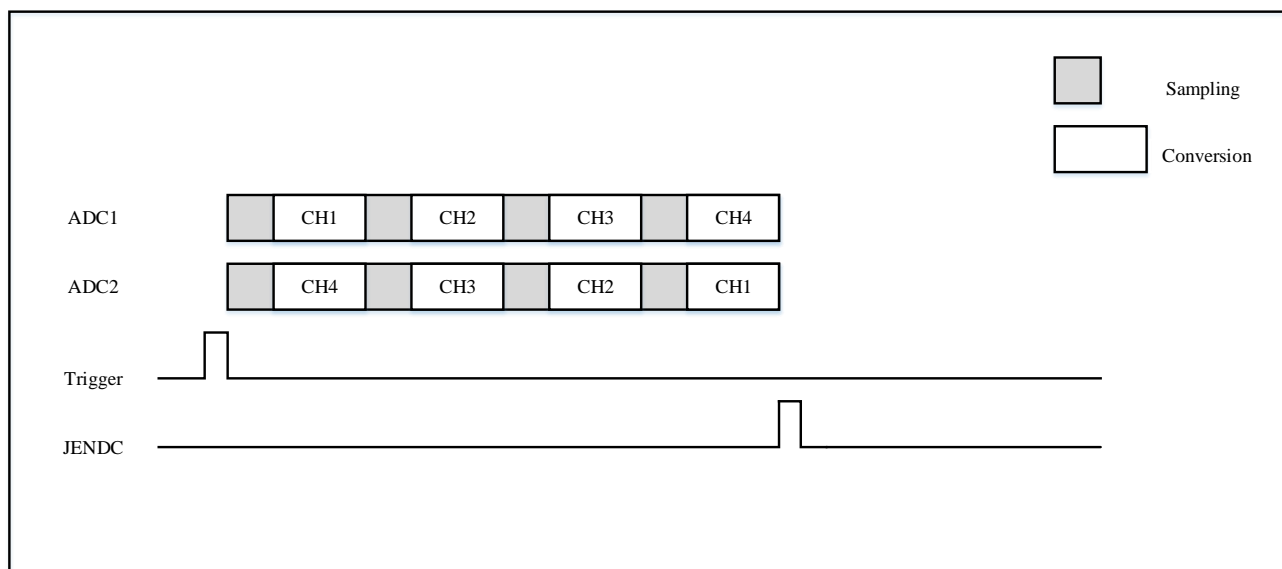 Sampling
Conversion
ADC1 CH1 CH2 CH3 CH4
ADC2 CH4 CH3 CH2 CH1
Trigger
JENDC